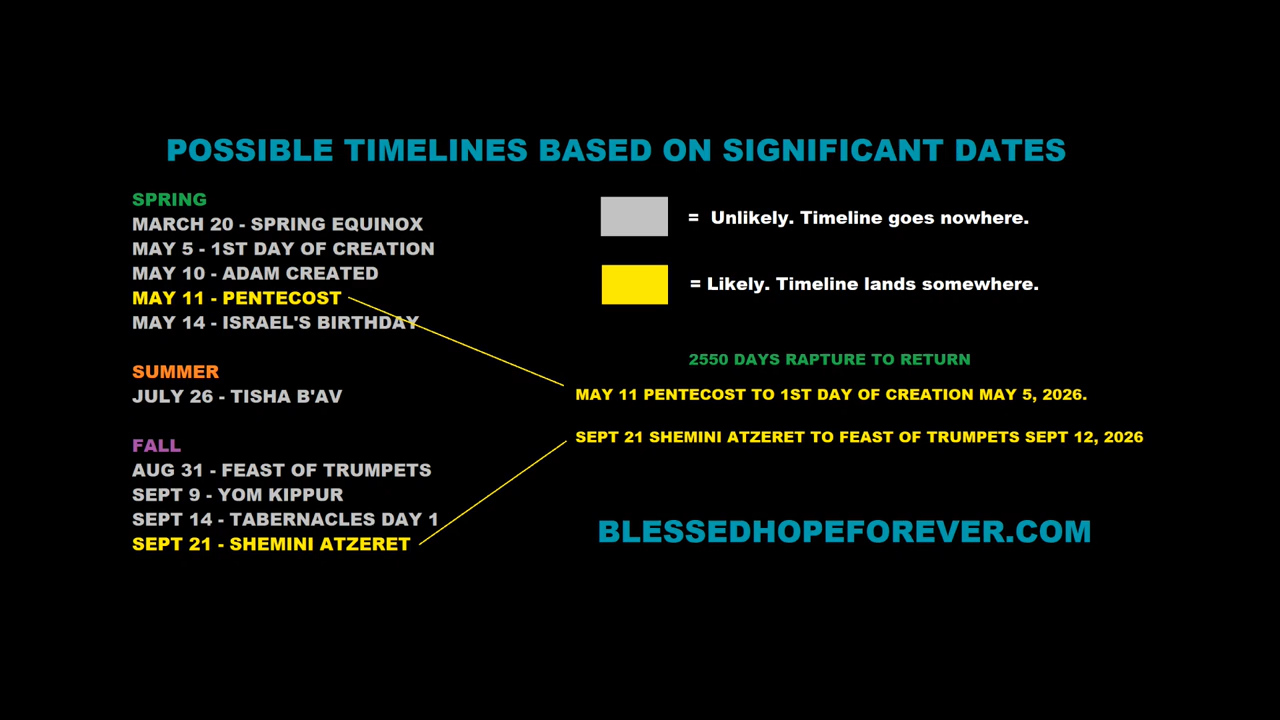 POSSIBLE TIMELINES BASED ON SIGNIFICANT DATES
SPRING
MARCH 20 - SPRING EQUINOX
MAY 5 - 1ST DAY OF CREATION
MAY 10 - ADAM CREATED
MAY 11 - PENTECOST
MAY 14 - ISRAEL'S BIRTHDAY
SUMMER
JULY 26 - TISHA B'AV
FALL
AUG 31 - FEAST OF TRUMPETS
SEPT 9 - YOM KIPPUR
SEPT 14 - TABERNACLES DAY 1
SEPT 21 - SHEMINI ATZERET
= Unlikely. Timeline goes nowhere.
= Likely. Timeline lands somewhere.
2550 DAYS RAPTURE TO RETURN
MAY 11 PENTECOST TO 1ST DAY OF CREATION MAY 5, 2026.
SEPT 21 SHEMINI ATZERET TO FEAST OF TRUMPETS SEPT 12, 2026
BLESSEDHOPEFOREVER.COM